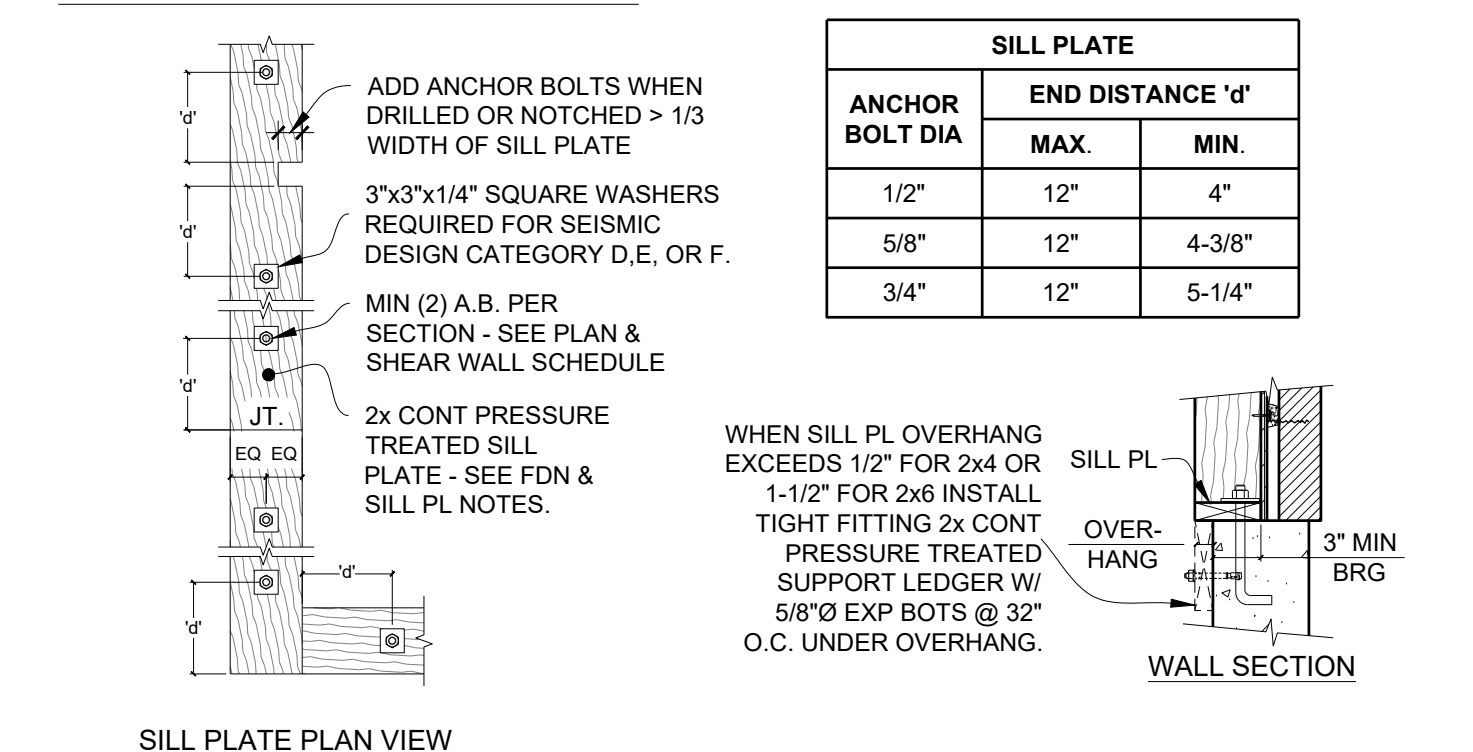 'd'
ADD ANCHOR BOLTS WHEN
DRILLED OR NOTCHED > 1/3
WIDTH OF SILL PLATE
'd'
3"x3"x1/4" SQUARE WASHERS
REQUIRED FOR SEISMIC
DESIGN CATEGORY D,E, OR F.
MIN (2) A.B. PER
SECTION - SEE PLAN &
SHEAR WALL SCHEDULE
'd'
JT.
EQ EQ
2x CONT PRESSURE
TREATED SILL
PLATE - SEE FDN &
SILL PL NOTES.
'd'
'd'
SILL PLATE PLAN VIEW
SILL PLATE
ANCHOR BOLT DIA
END DISTANCE 'd'
MAX. MIN.
1/2" 12" 4"
5/8" 12" 4-3/8"
3/4" 12" 5-1/4"
WHEN SILL PL OVERHANG
EXCEEDS 1/2" FOR 2x4 OR
1-1/2" FOR 2x6 INSTALL
TIGHT FITTING 2x CONT
PRESSURE TREATED
SUPPORT LEDGER W/
5/8"Ø EXP BOTS @ 32"
O.C. UNDER OVERHANG.
SILL PL
OVER-
HANG
3" MIN
BRG
WALL SECTION